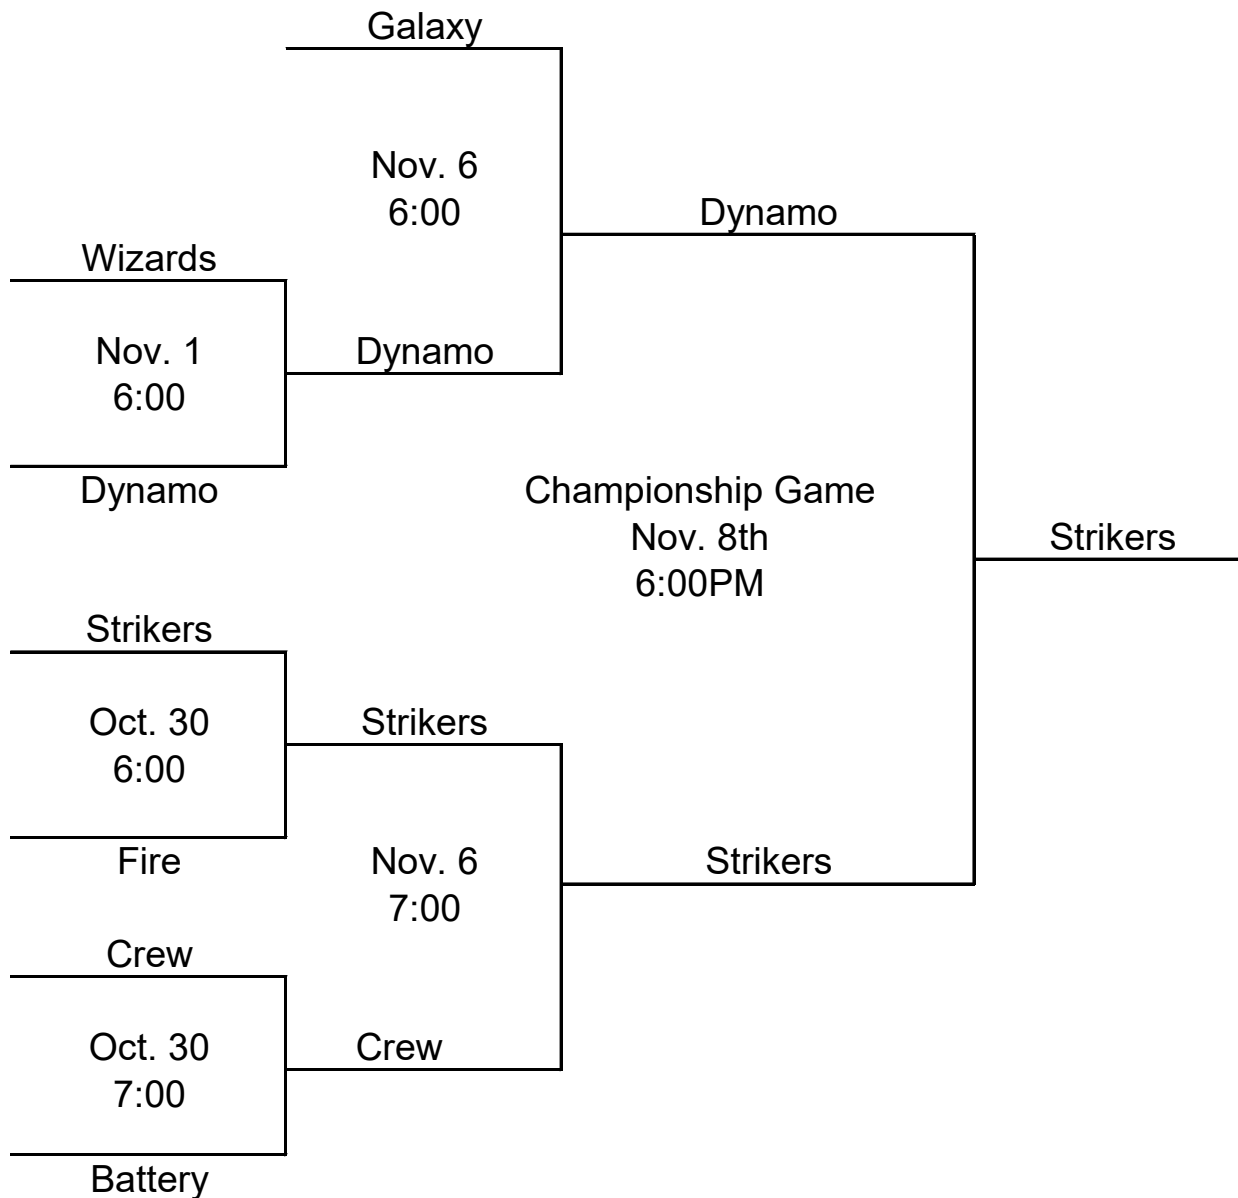 Galaxy
Nov. 6
6:00
Dynamo
Wizards
Nov. 1
6:00
Dynamo
Dynamo
Championship Game
Nov. 8th
6:00PM
Strikers
Strikers
Oct. 30
6:00
Strikers
Fire
Nov. 6
7:00
Strikers
Crew
Oct. 30
7:00
Crew
Battery